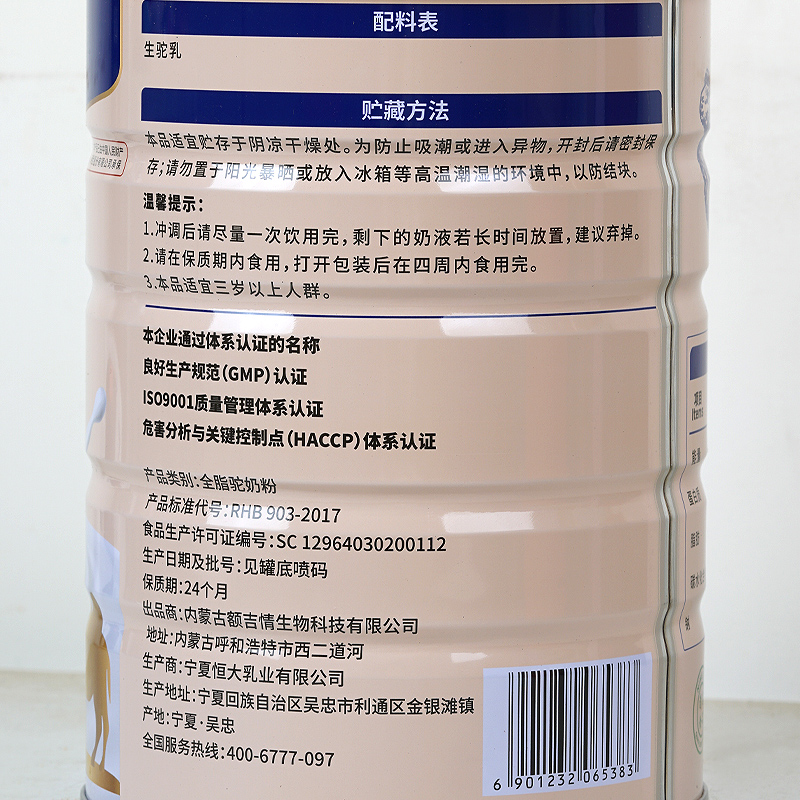 配料表
生驼乳
贮藏方法
本品适宜贮存于阴凉干燥处。为防止吸潮或进入异物,开封后请密封保
存;请勿置于阳光暴晒或放入冰箱等高温潮湿的环境中,以防结块。
温馨提示:
1.冲调后请尽量一次饮用完,剩下的奶液若长时间放置,建议弃掉。
2.请在保质期内食用,打开包装后在四周内食用完。
3.本品适宜三岁以上人群。
本企业通过体系认证的名称
良好生产规范(GMP)认证
ISO9001质量管理体系认证
危害分析与关键控制点(HACCP)体系认证
产品类别:全脂驼奶粉
产品标准代号:RHB 903-2017
食品生产许可证编号:SC 12964030200112
生产日期及批号:见罐底喷码
保质期:24个月
出品商:内蒙古额吉情生物科技有限公司
地址:内蒙古呼和浩特市西二道河
生产商:宁夏恒大乳业有限公司
生产地址:宁夏回族自治区吴忠市利通区金银滩镇
产地:宁夏·吴忠
全国服务热线:400-6777-097
6 901232 065383
项目
Items
能量
蛋白质
脂肪
碳水化
钠